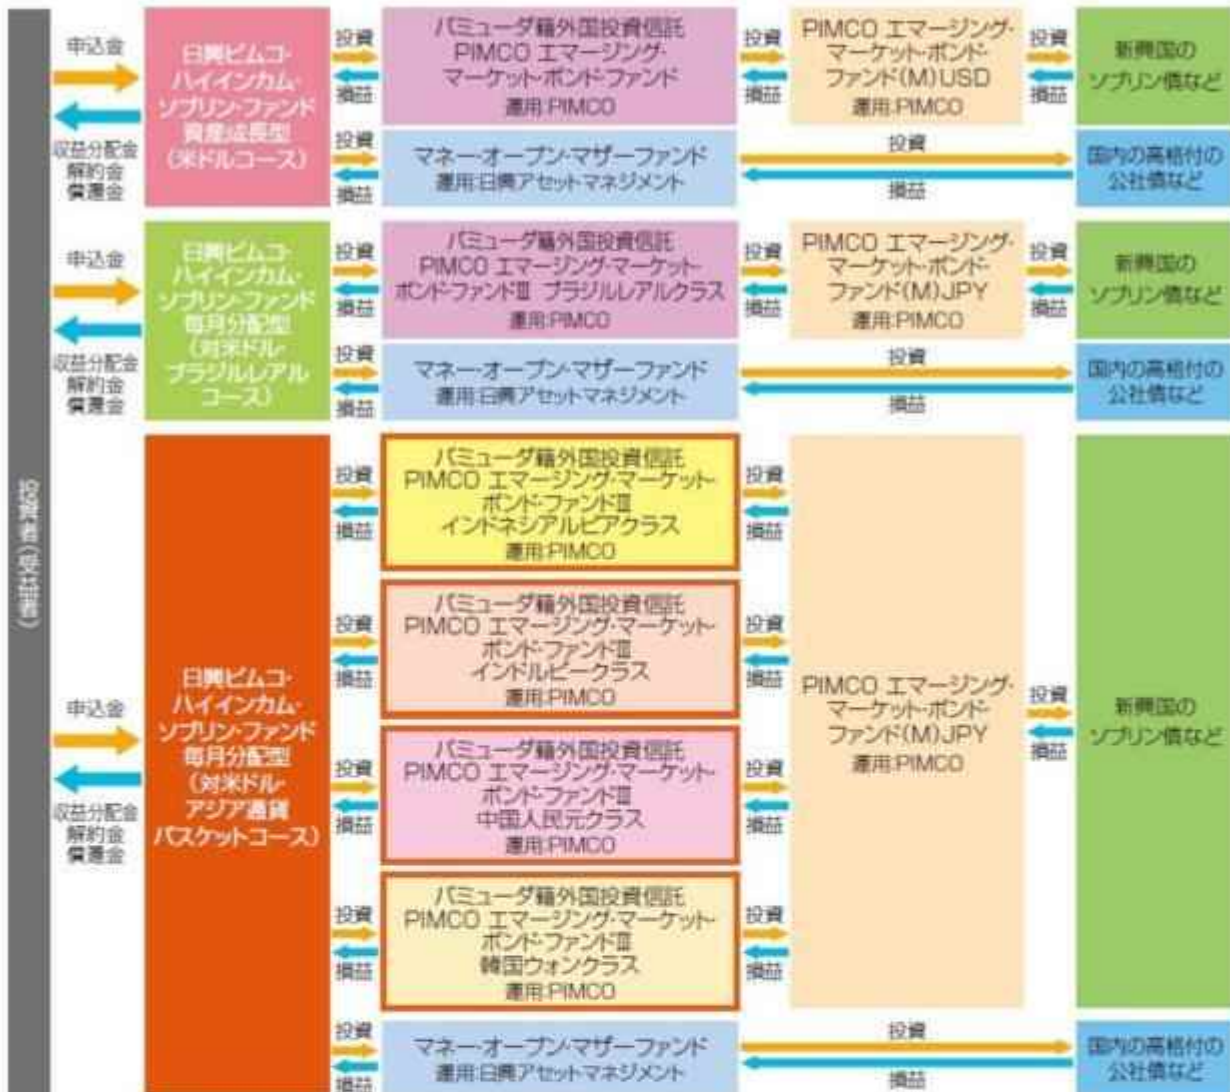 投資者(受益者)
申込金
収益分配金
解約金
償還金
日興ピムコ・
ハイインカム・
ソブリン・ファンド
資産成長型
(米ドルコース)
投資
損益
バミューダ籍外国投資信託
PIMCO エマージング・
マーケット・ボンド・ファンド
運用:PIMCO
投資
損益
PIMCO エマージング・
マーケット・ボンド・
ファンド(M)USD
運用:PIMCO
投資
損益
新興国の
ソブリン債など
投資
損益
マネー・オープン・マザーファンド
運用:日興アセットマネジメント
投資
損益
国内の高格付の
公社債など
申込金
収益分配金
解約金
償還金
日興ピムコ・
ハイインカム・
ソブリン・ファンド
毎月分配型
(対米ドル・
ブラジルレアル
コース)
投資
損益
バミューダ籍外国投資信託
PIMCO エマージング・マーケット・
ボンド・ファンドⅢ ブラジルレアルクラス
運用:PIMCO
投資
損益
PIMCO エマージング・
マーケット・ボンド・
ファンド(M)JPY
運用:PIMCO
投資
損益
新興国の
ソブリン債など
投資
損益
マネー・オープン・マザーファンド
運用:日興アセットマネジメント
投資
損益
国内の高格付の
公社債など
申込金
収益分配金
解約金
償還金
日興ピムコ・
ハイインカム・
ソブリン・ファンド
毎月分配型
(対米ドル・
アジア通貨
バスケットコース)
投資
損益
バミューダ籍外国投資信託
PIMCO エマージング・マーケット・
ボンド・ファンドⅢ
インドネシアルピアクラス
運用:PIMCO
投資
損益
投資
損益
バミューダ籍外国投資信託
PIMCO エマージング・マーケット・
ボンド・ファンドⅢ
インドルピークラス
運用:PIMCO
投資
損益
投資
損益
バミューダ籍外国投資信託
PIMCO エマージング・マーケット・
ボンド・ファンドⅢ
中国人民元クラス
運用:PIMCO
投資
損益
投資
損益
バミューダ籍外国投資信託
PIMCO エマージング・マーケット・
ボンド・ファンドⅢ
韓国ウォンクラス
運用:PIMCO
投資
損益
PIMCO エマージング・
マーケット・ボンド・
ファンド(M)JPY
運用:PIMCO
投資
損益
新興国の
ソブリン債など
投資
損益
マネー・オープン・マザーファンド
運用:日興アセットマネジメント
投資
損益
国内の高格付の
公社債など